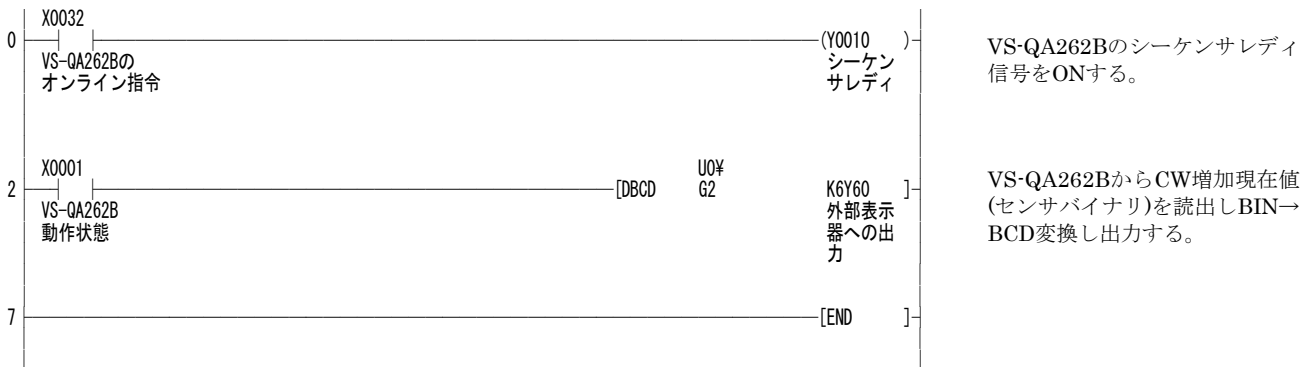 X0032
0
(Y0010 )
VS-QA262Bの
オンライン指令
シーケン
サレディ
VS-QA262Bのシーケンサレディ
信号をONする。
X0001
2
[DBCD U0¥
G2 K6Y60 ]
VS-QA262B
動作状態
外部表示
器への出
力
VS-QA262BからCW増加現在値
(センサバイナリ)を読出しBIN→
BCD変換し出力する。
7
[END ]